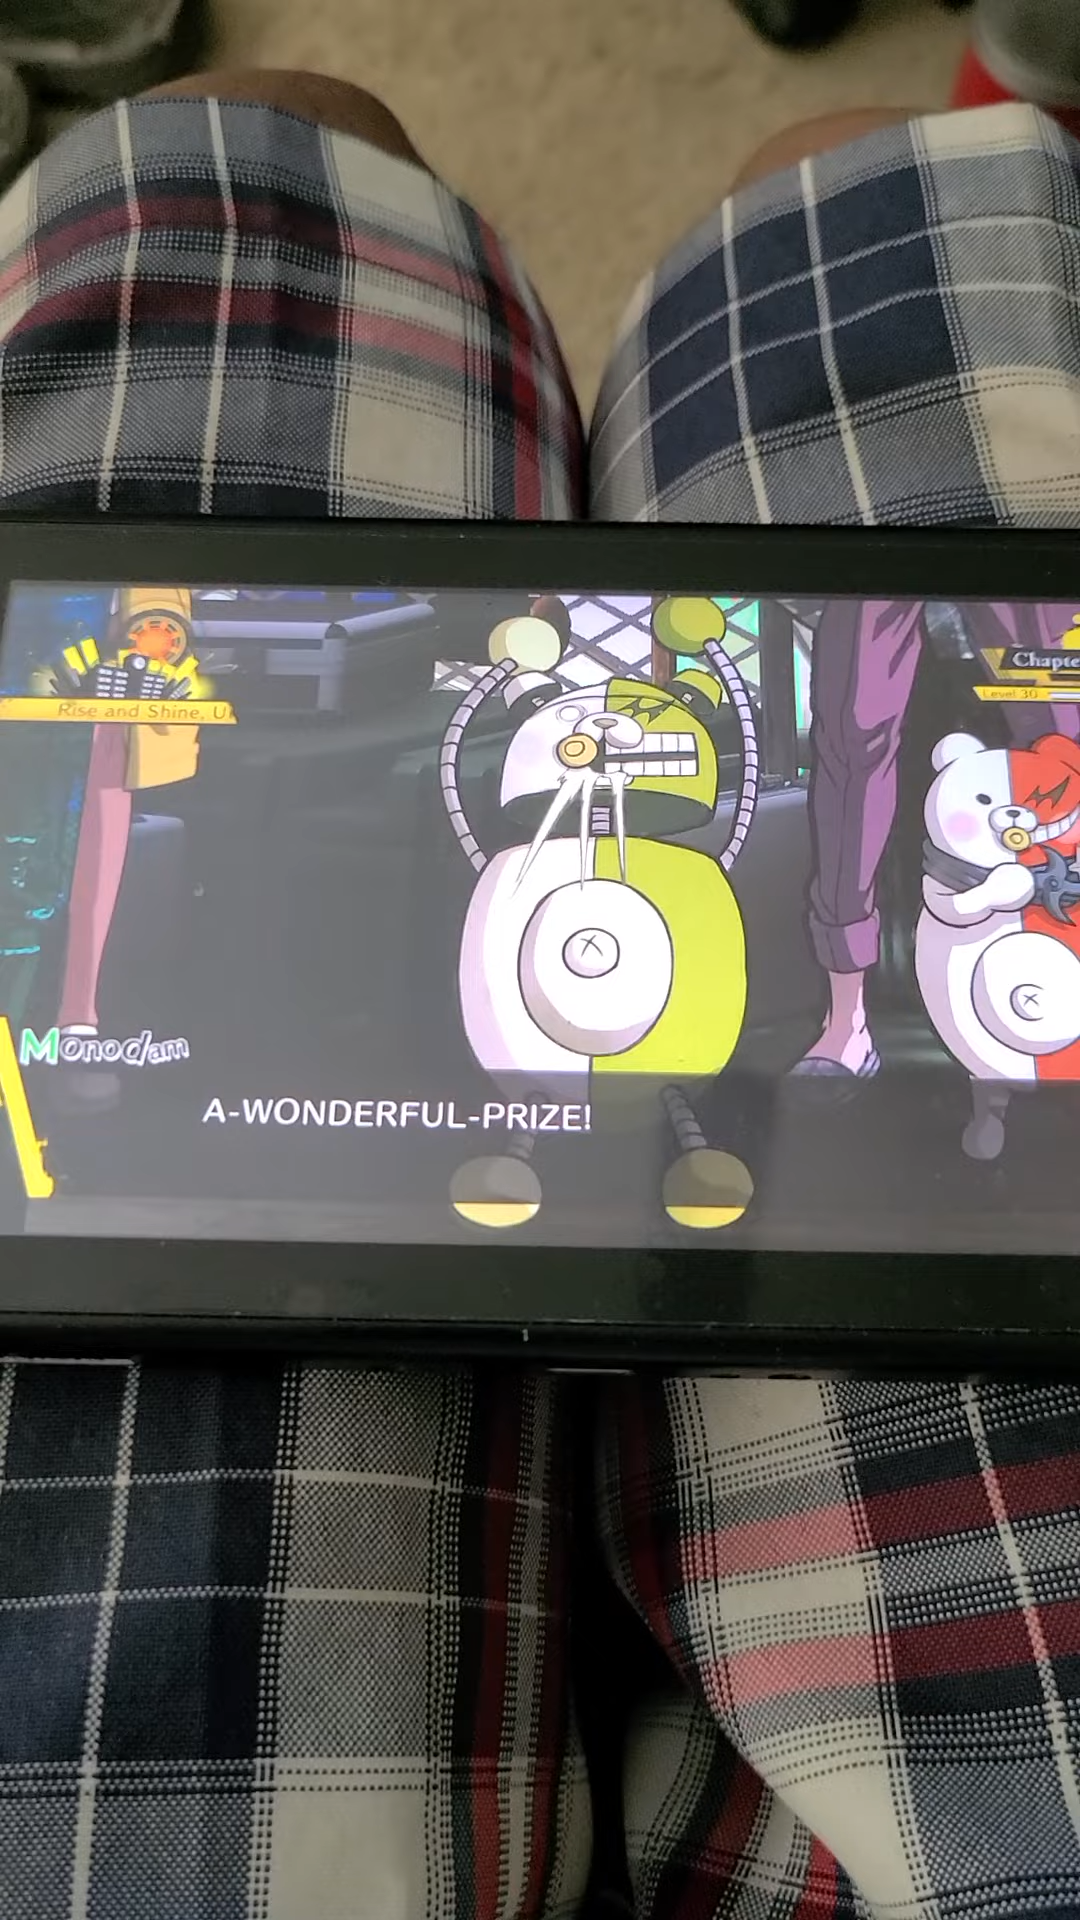 Rise and Shine, U
Chapte
Level 30
Monodam
A-WONDERFUL-PRIZE!